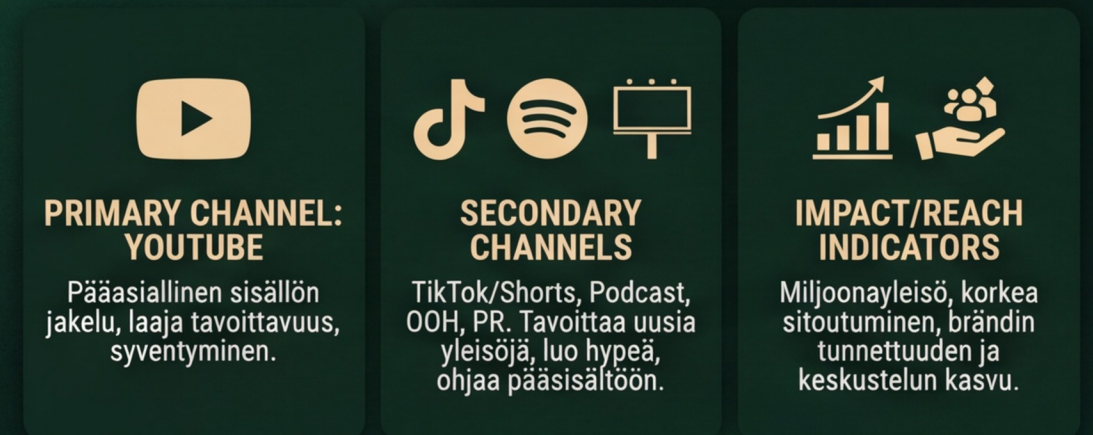 PRIMARY CHANNEL:
YOUTUBE
Pääasiallinen sisällön
jakelu, laaja tavoittavuus,
syventyminen.
SECONDARY
CHANNELS
TikTok/Shorts, Podcast,
OOH, PR. Tavoittaa uusia
yleisöjä, luo hypeä,
ohjaa pääsisältöön.
IMPACT/REACH
INDICATORS
Miljoonayleisö, korkea
sitoutuminen, brändin
tunnettuuden ja
keskustelun kasvu.